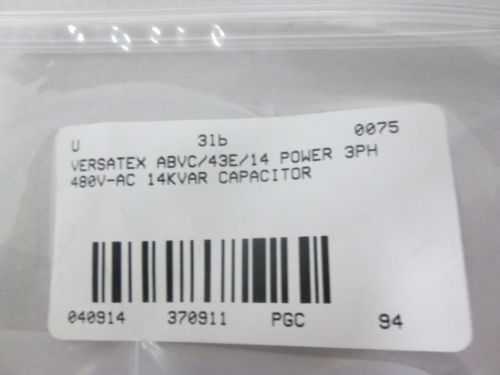 U 31b 0075
VERSATEX ABVC/43E/14 POWER 3PH
480V-AC 14KVAR CAPACITOR
040914 370911 PGC 94